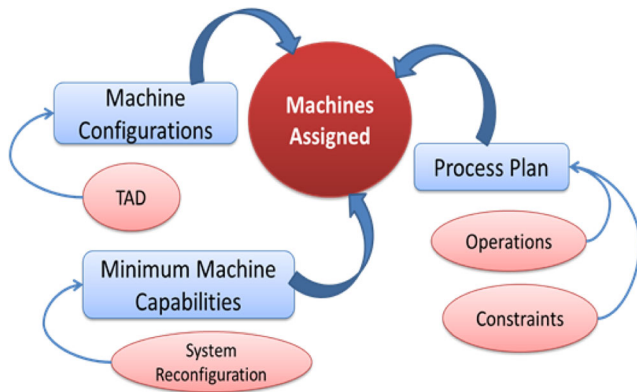 Machine
Configurations
Machines
Assigned
TAD
Process Plan
Operations
Minimum Machine
Capabilities
Constraints
System
Reconfiguration